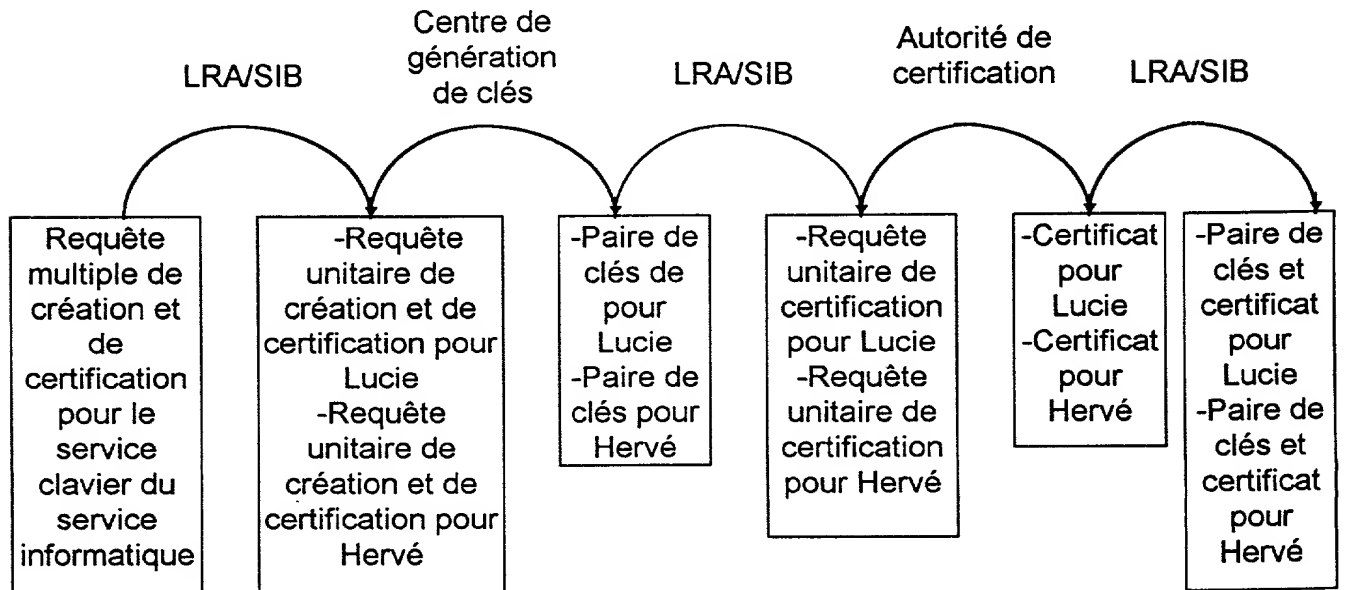 Centre de
génération
de clés
Autorité de
certification
LRA/SIB
LRA/SIB
LRA/SIB
Requête
multiple de
création et
de
certification
pour le
service
clavier du
service
informatique
-Requête
unitaire de
création et de
certification pour
Lucie
-Requête
unitaire de
création et de
certification pour
Hervé
-Paire de
clés de
pour
Lucie
-Paire de
clés pour
Hervé
-Requête
unitaire de
certification
pour Lucie
-Requête
unitaire de
certification
pour Hervé
-Certificat
pour
Lucie
-Certificat
pour
Hervé
-Paire de
clés et
certificat
pour
Lucie
-Paire de
clés et
certificat
pour
Hervé